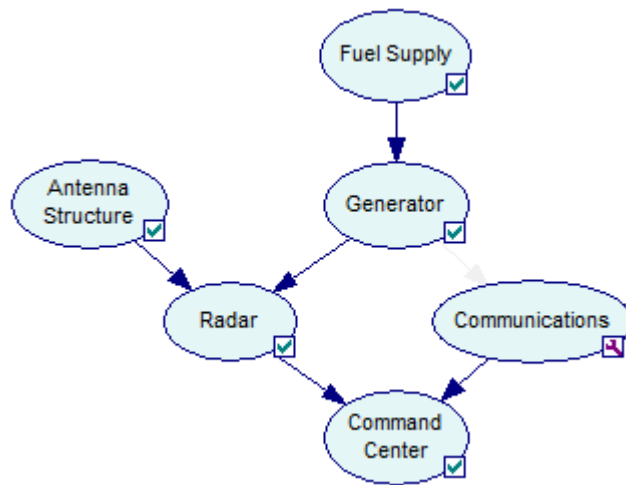 Fuel Supply
Antenna
Structure
Generator
Radar
Communications
Command
Center